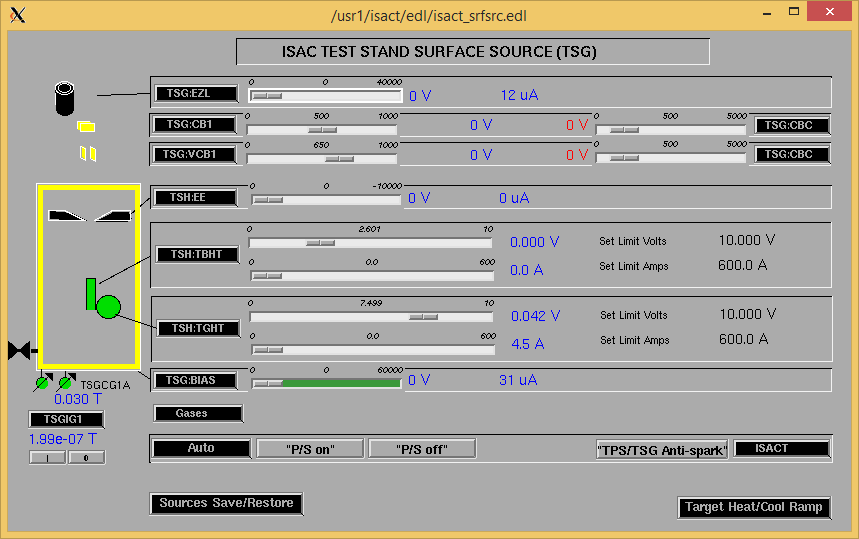 /usr1/isact/edl/isact_srfsrc.edl
ISAC TEST STAND SURFACE SOURCE (TSG)
0 0 40000
TSG:EZL 0 V 12 uA
0 500 1000 0 500 5000
TSG:CB1 0 V 0 V TSG:CBC
0 650 1000 0 500 5000
TSG:VCB1 0 V 0 V TSG:CBC
0 0 -10000
TSH:EE 0 V 0 uA
0 2.601 10
0.000 V Set Limit Volts 10.000 V
TSH:TBHT
0 0.0 600
0.0 A Set Limit Amps 600.0 A
0 7.499 10
0.042 V Set Limit Volts 10.000 V
TSH:TGHT
0 0.0 600
4.5 A Set Limit Amps 600.0 A
0 0 60000
TSG:BIAS 0 V 31 uA
TSGCG1A
0.030 T
TSGIG1
1.99e-07 T
I 0
Gases
Auto "P/S on" "P/S off" "TPS/TSG Anti-spark" ISACT
Sources Save/Restore
Target Heat/Cool Ramp